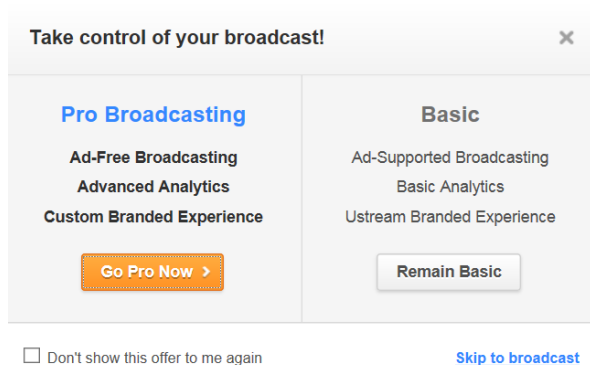 Take control of your broadcast!
Pro Broadcasting
Ad-Free Broadcasting
Advanced Analytics
Custom Branded Experience
Go Pro Now
Basic
Ad-Supported Broadcasting
Basic Analytics
Ustream Branded Experience
Remain Basic
Don't show this offer to me again
Skip to broadcast